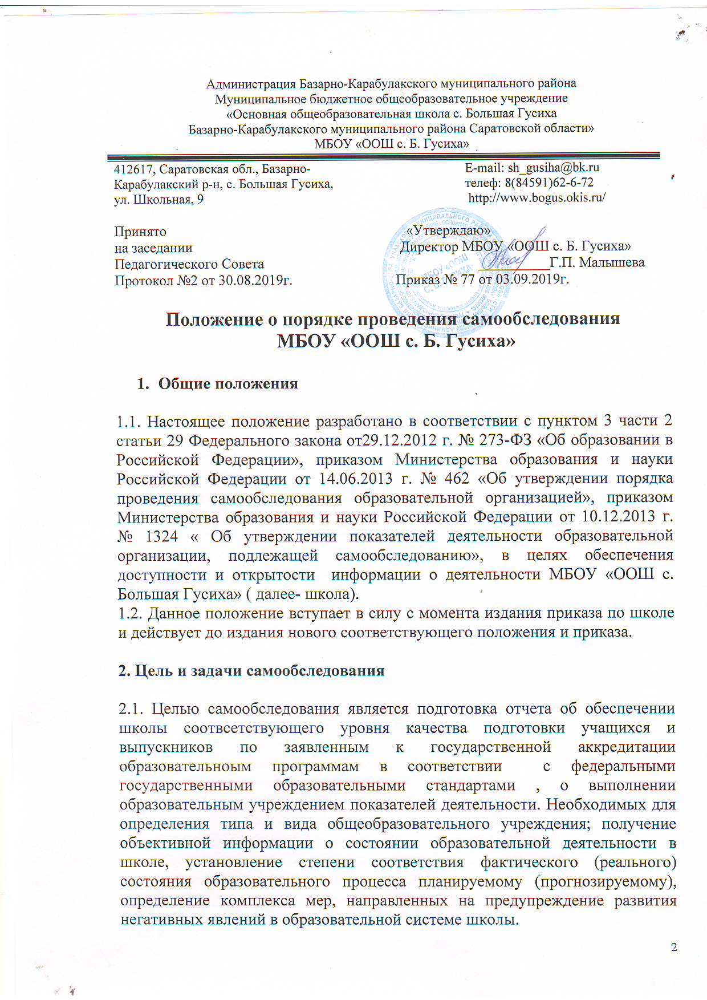 Администрация Базарно-Карабулакского муниципального района
Муниципальное бюджетное общеобразовательное учреждение
«Основная общеобразовательная школа с. Большая Гусиха
Базарно-Карабулакского муниципального района Саратовской области»
МБОУ «ООШ с. Б. Гусиха»
412617, Саратовская обл., Базарно-
Карабулакский р-н, с. Большая Гусиха,
ул. Школьная, 9
E-mail: sh_gusiha@bk.ru
телеф: 8(84591)62-6-72
http://www.bogus.okis.ru/
Принято
на заседании
Педагогического Совета
Протокол №2 от 30.08.2019г.
«Утверждаю»
Директор МБОУ «ООШ с. Б. Гусиха»
__________Г.П. Малышева
Приказ № 77 от 03.09.2019г.
МБОУ «ООШ
С. Б. ГУСИХА»
Положение о порядке проведения самообследования
МБОУ «ООШ с. Б. Гусиха»
1. Общие положения
1.1. Настоящее положение разработано в соответствии с пунктом 3 части 2
статьи 29 Федерального закона от29.12.2012 г. № 273-ФЗ «Об образовании в
Российской Федерации», приказом Министерства образования и науки
Российской Федерации от 14.06.2013 г. № 462 «Об утверждении порядка
проведения самообследования образовательной организацией», приказом
Министерства образования и науки Российской Федерации от 10.12.2013 г.
№ 1324 « Об утверждении показателей деятельности образовательной
организации, подлежащей самообследованию», в целях обеспечения
доступности и открытости информации о деятельности МБОУ «ООШ с.
Большая Гусиха» ( далее- школа).
1.2. Данное положение вступает в силу с момента издания приказа по школе
и действует до издания нового соответствующего положения и приказа.
2. Цель и задачи самообследования
2.1. Целью самообследования является подготовка отчета об обеспечении
школы соотвсетствующего уровня качества подготовки учащихся и
выпускников по заявленным к государственной аккредитации
образовательноым программам в соответствии с федеральными
государственными образовательными стандартами , о выполнении
образовательным учреждением показателей деятельности. Необходимых для
определения типа и вида общеобразовательного учреждения; получение
объективной информации о состоянии образовательной деятельности в
школе, установление степени соответствия фактического (реального)
состояния образовательного процесса планируемому (прогнозируемому),
определение комплекса мер, направленных на предупреждение развития
негативных явлений в образовательной системе школы.
2